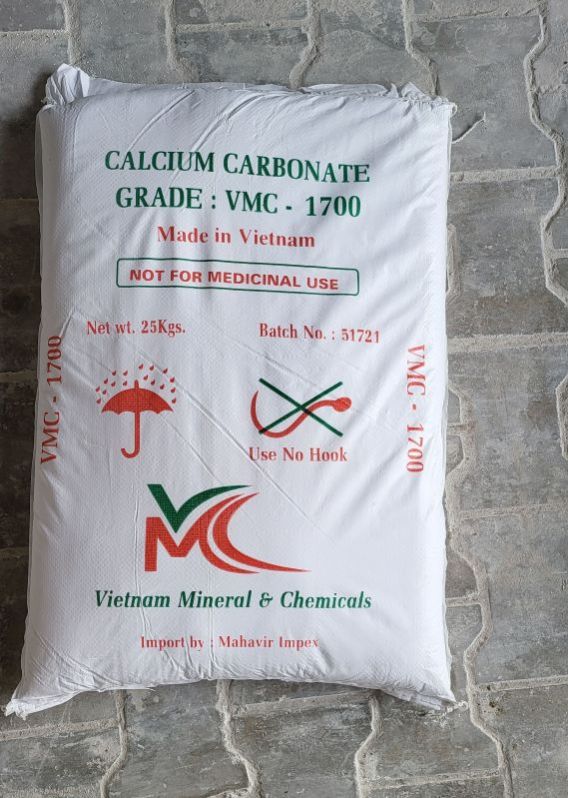 CALCIUM CARBONATE
GRADE : VMC - 1700
Made in Vietnam
NOT FOR MEDICINAL USE
Net wt. 25Kgs.
Batch No. : 51721
VMC - 1700
VMC - 1700
Use No Hook
VMC
Vietnam Mineral & Chemicals
Import by : Mahavir Impex